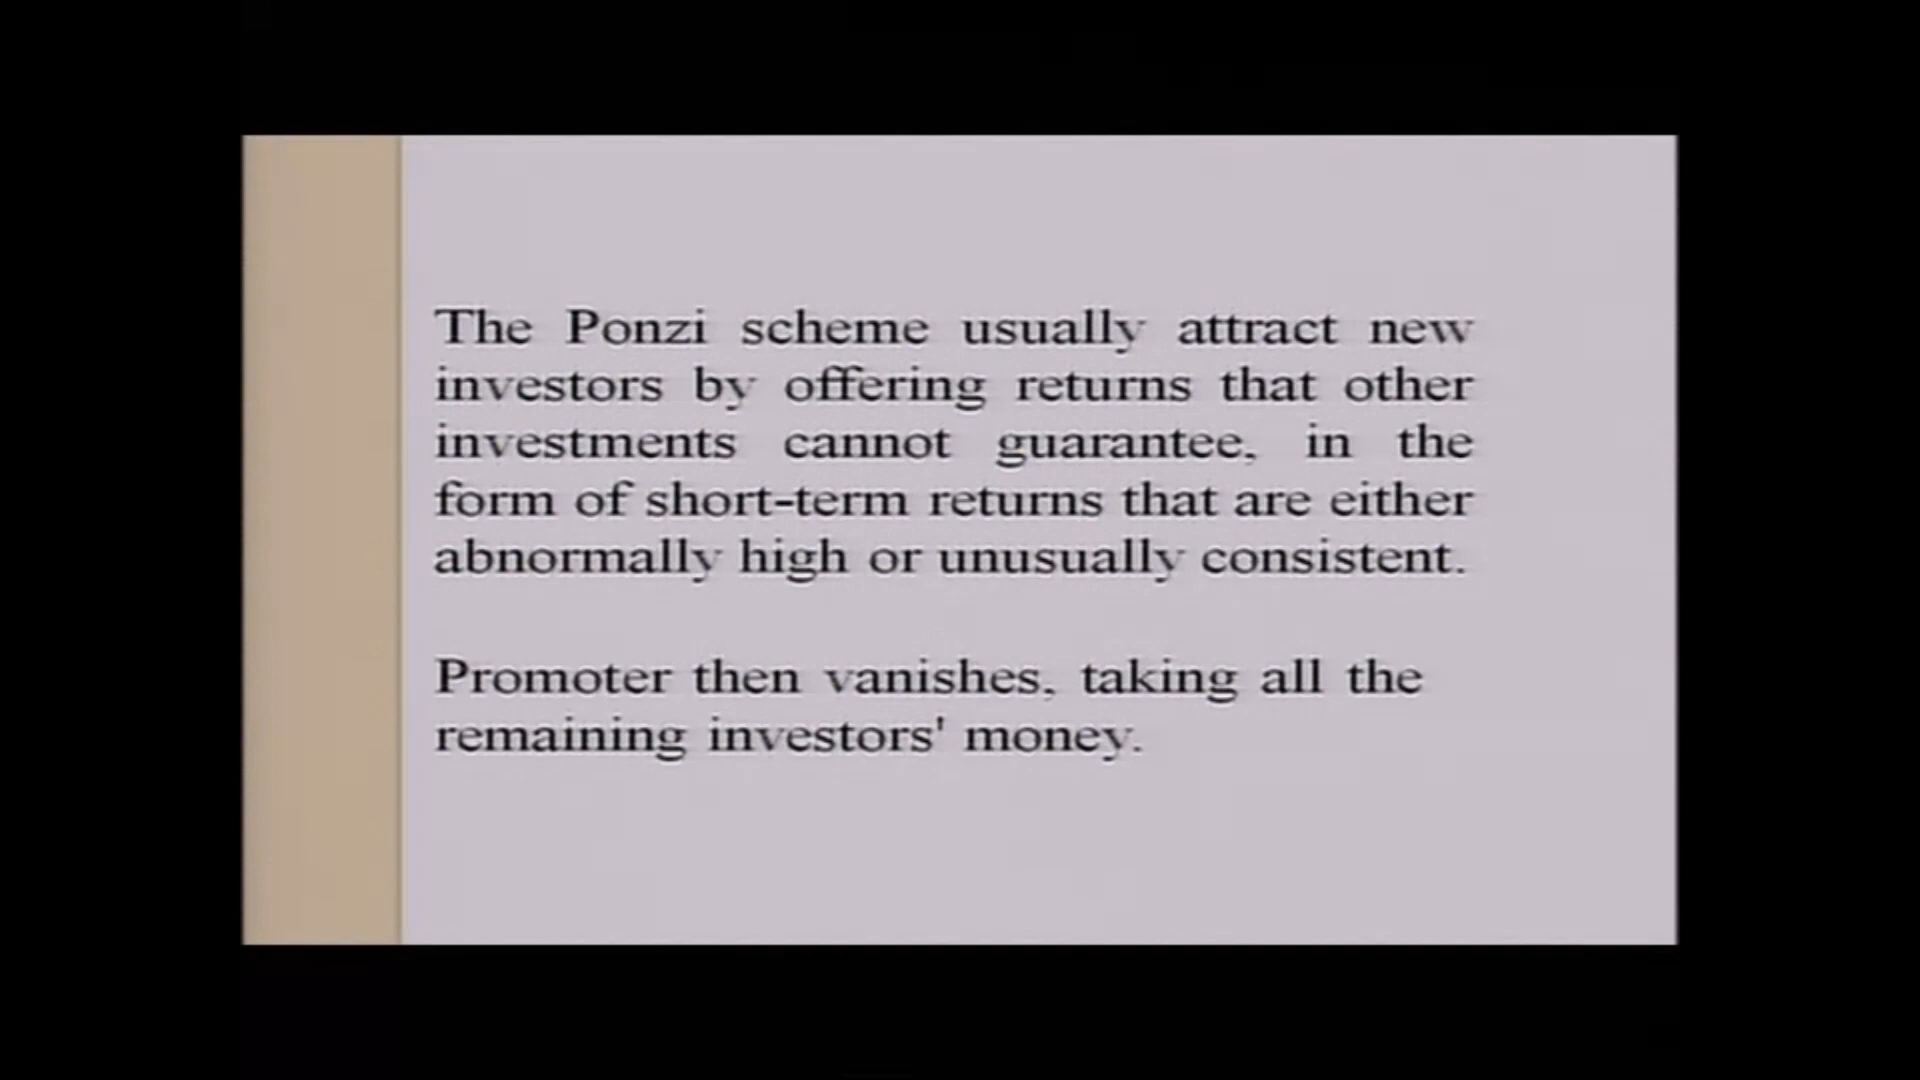 The Ponzi scheme usually attract new
investors by offering returns that other
investments cannot guarantee, in the
form of short-term returns that are either
abnormally high or unusually consistent.
Promoter then vanishes, taking all the
remaining investors' money.